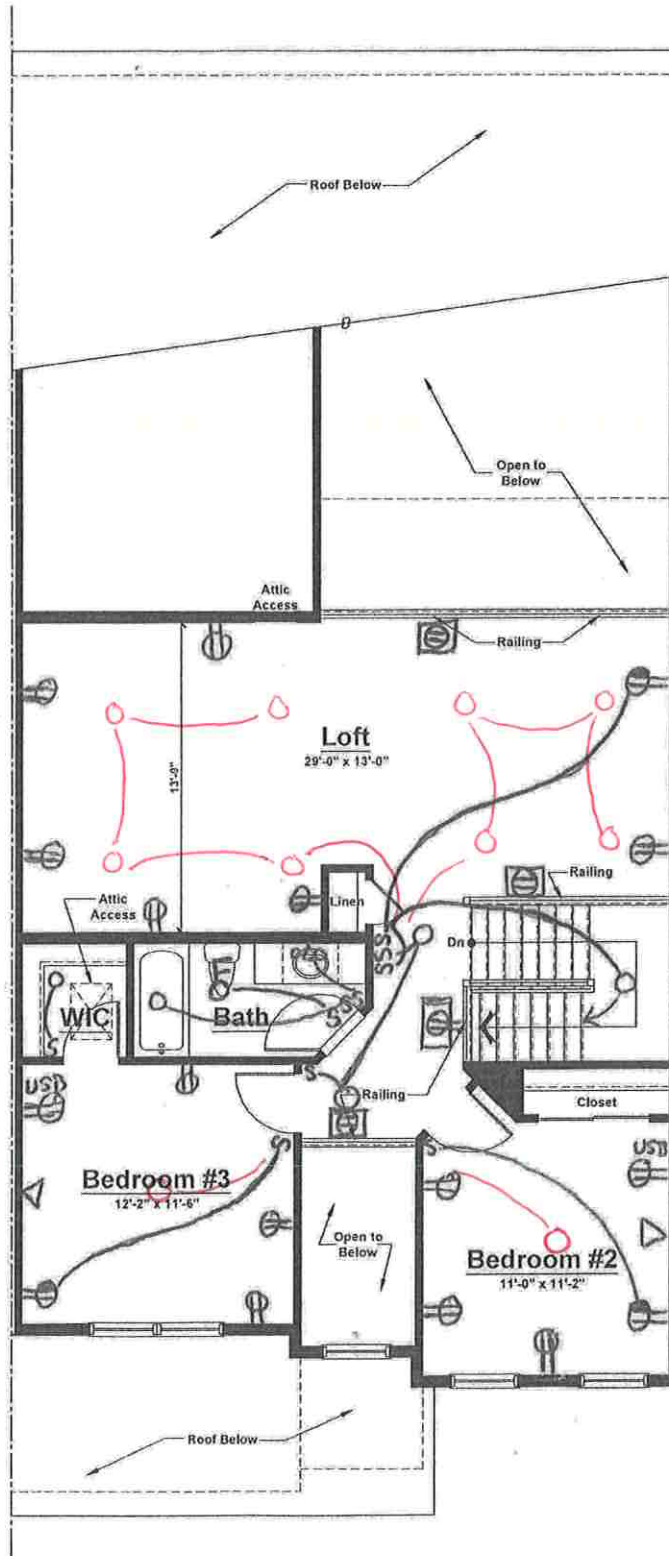 Roof Below
Open to
Below
Attic
Access
Railing
Loft
29'-0" x 13'-0"
13'-0"
Railing
Linen
Attic
Access
SSS
Dn
WIC
Bath
S
S
S
S
S
USB
Railing
Closet
S
S
USB
Bedroom #3
12'-2" x 11'-6"
Open to
Below
Bedroom #2
11'-0" x 11'-2"
Roof Below